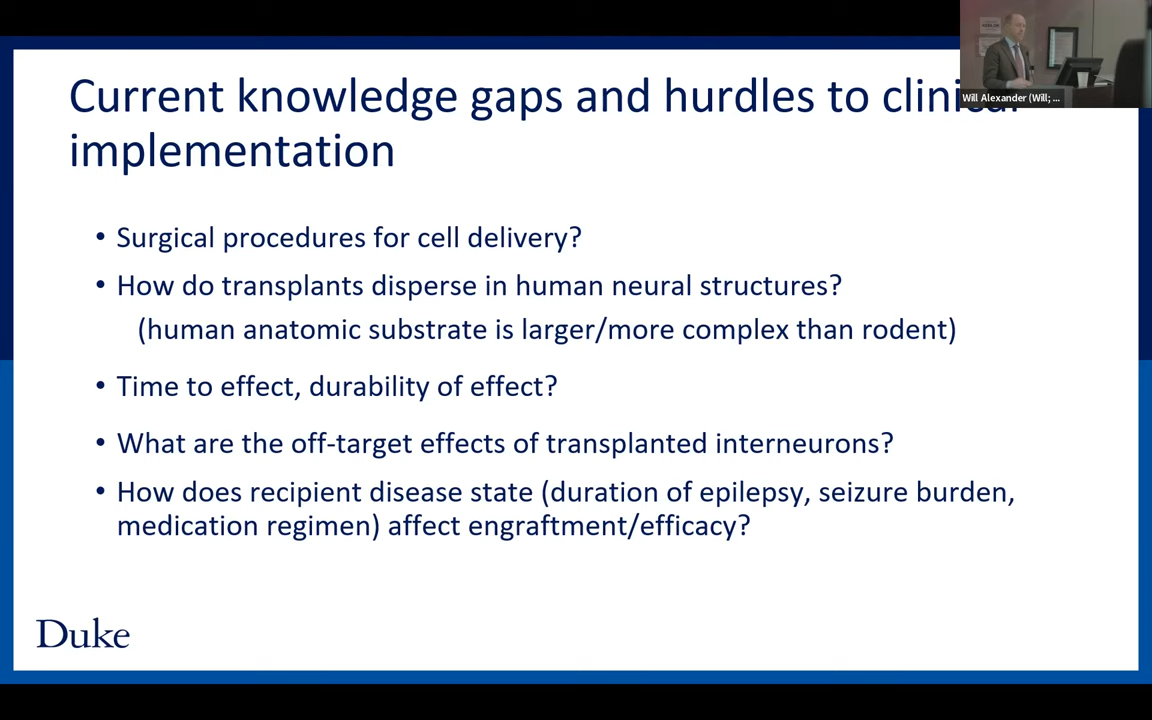 Current knowledge gaps and hurdles to clinical
implementation
Will Alexander (Will; ...
• Surgical procedures for cell delivery?
• How do transplants disperse in human neural structures?
(human anatomic substrate is larger/more complex than rodent)
• Time to effect, durability of effect?
• What are the off-target effects of transplanted interneurons?
• How does recipient disease state (duration of epilepsy, seizure burden,
medication regimen) affect engraftment/efficacy?
Duke